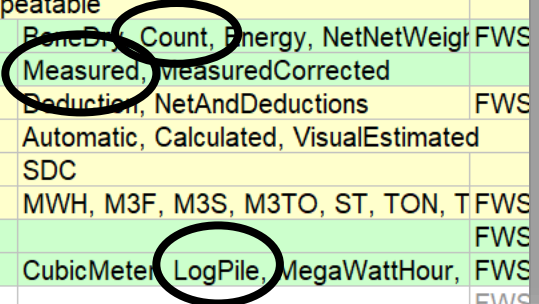 peatable
BoneDry, Count, Energy, NetNetWeigh FWS
Measured, MeasuredCorrected
Deduction, NetAndDeductions FWS
Automatic, Calculated, VisualEstimated
SDC
MWH, M3F, M3S, M3TO, ST, TON, T FWS
FWS
CubicMeter, LogPile, MegaWattHour, FWS
FWS